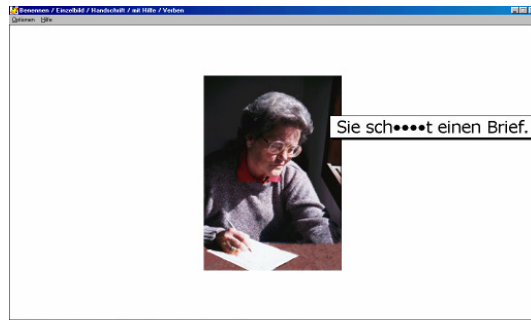 Benennen / Einzelbild / Handschrift / mit Hilfe / Verben
Optionen Hilfe
Sie sch••••t einen Brief.